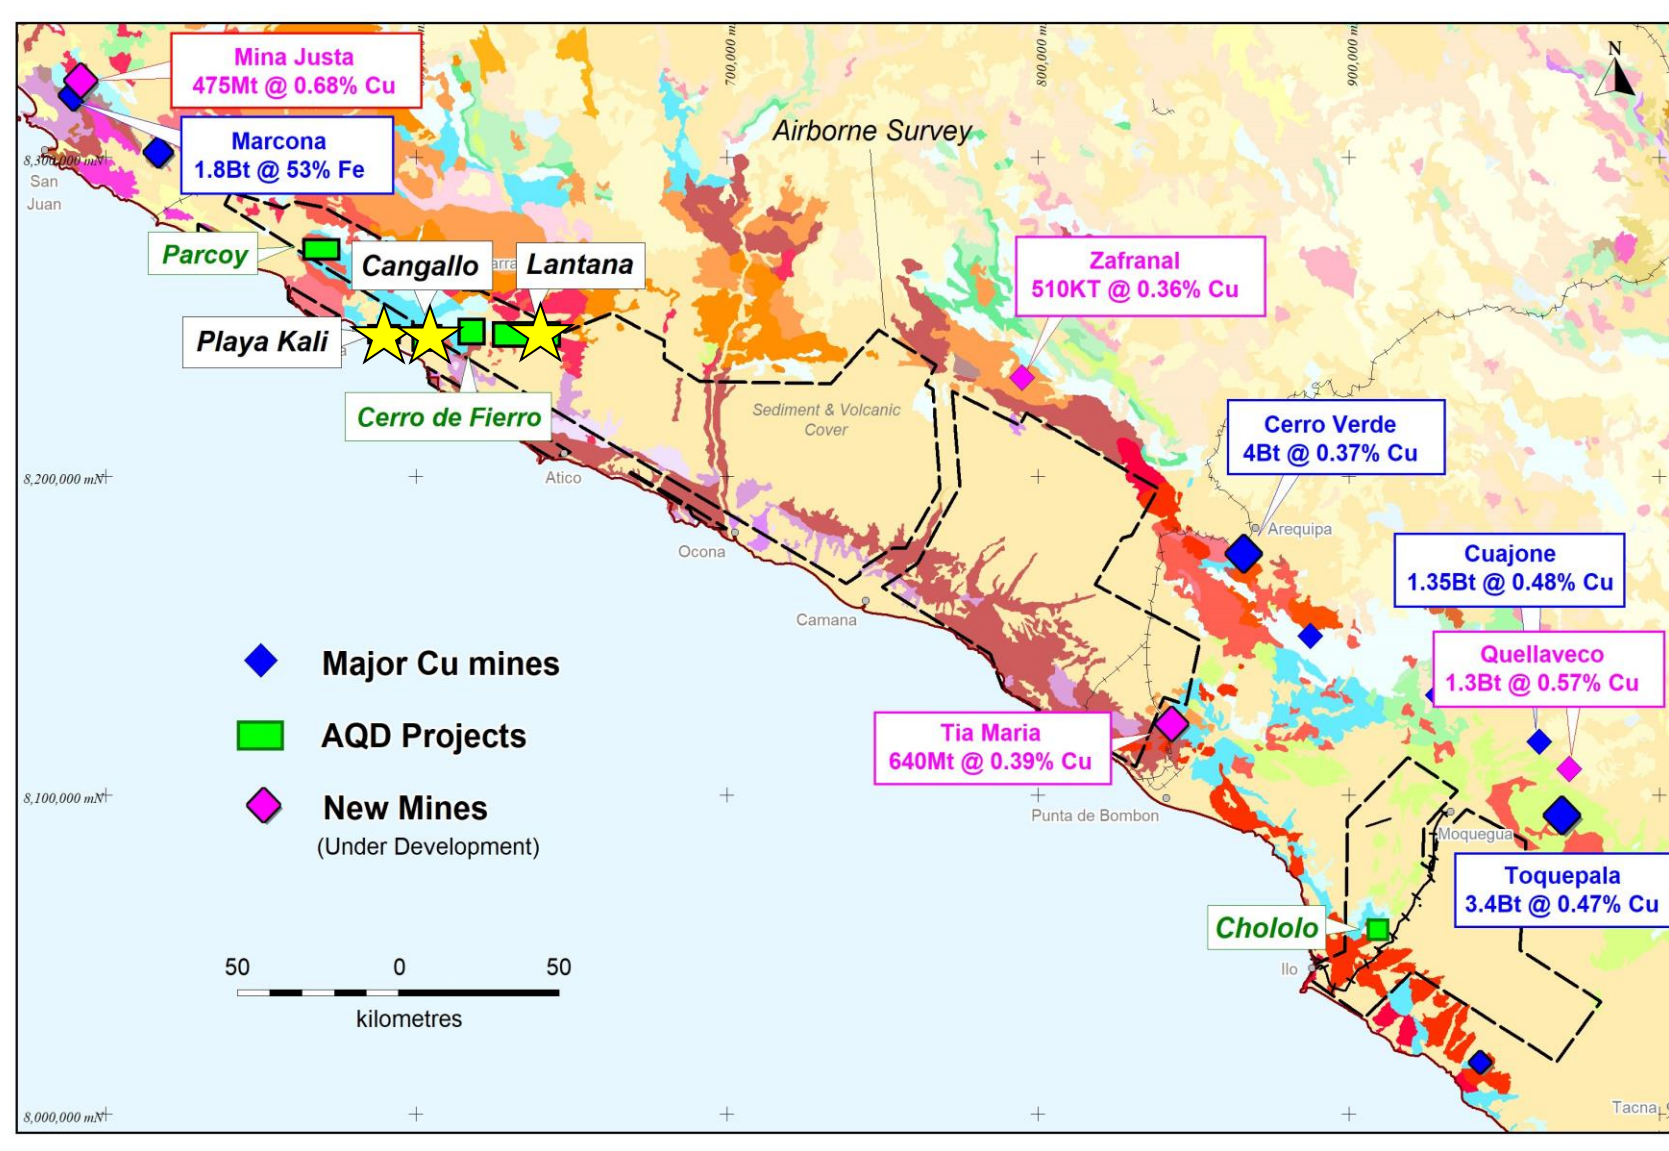 700,000 mE
800,000 mE
900,000 mE
N
Mina Justa
475Mt @ 0.68% Cu
Airborne Survey
Marcona
1.8Bt @ 53% Fe
8,300,000 mN
San
Juan
Parcoy
Cangallo
Lantana
Zafranal
510KT @ 0.36% Cu
Playa Kali
Cerro de Fierro
Sediment & Volcanic
Cover
Cerro Verde
4Bt @ 0.37% Cu
8,200,000 mN
Atico
Arequipa
Ocona
Cuajone
1.35Bt @ 0.48% Cu
Camana
Major Cu mines
Quellaveco
1.3Bt @ 0.57% Cu
AQD Projects
Tia Maria
640Mt @ 0.39% Cu
8,100,000 mN
New Mines
(Under Development)
Punta de Bombon
Moquegua
Toquepala
3.4Bt @ 0.47% Cu
Chololo
Ilo
50 0 50
kilometres
8,000,000 mN
Tacna